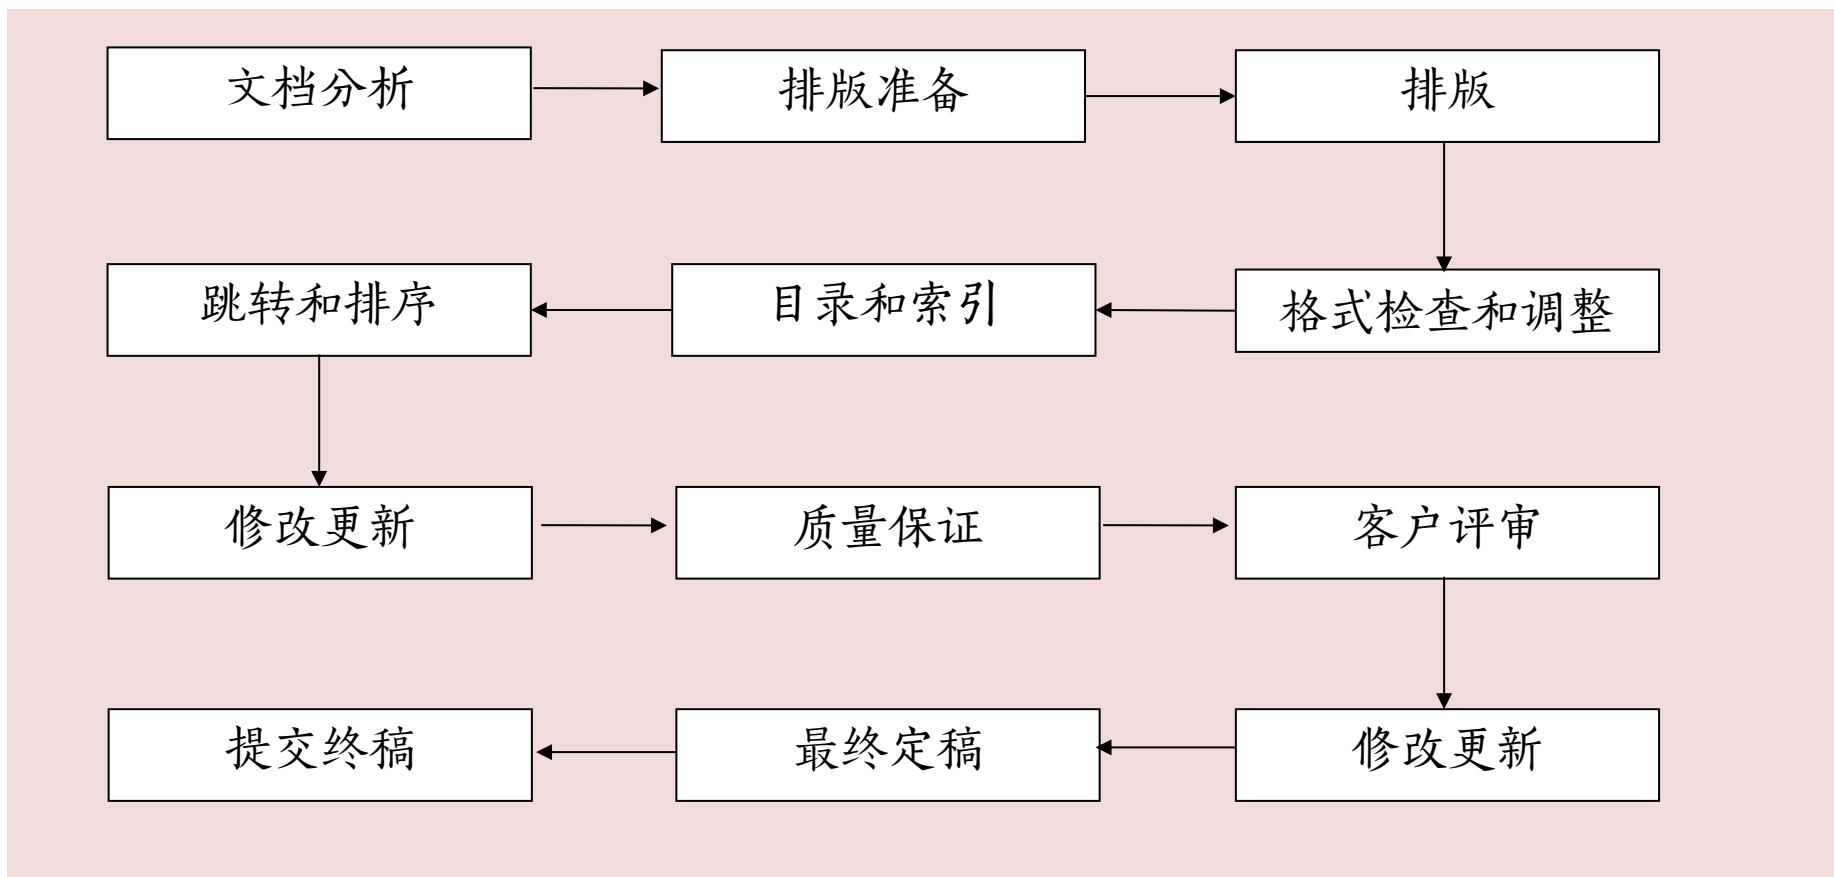 文档分析
排版准备
排版
格式检查和调整
目录和索引
跳转和排序
修改更新
质量保证
客户评审
修改更新
最终定稿
提交终稿